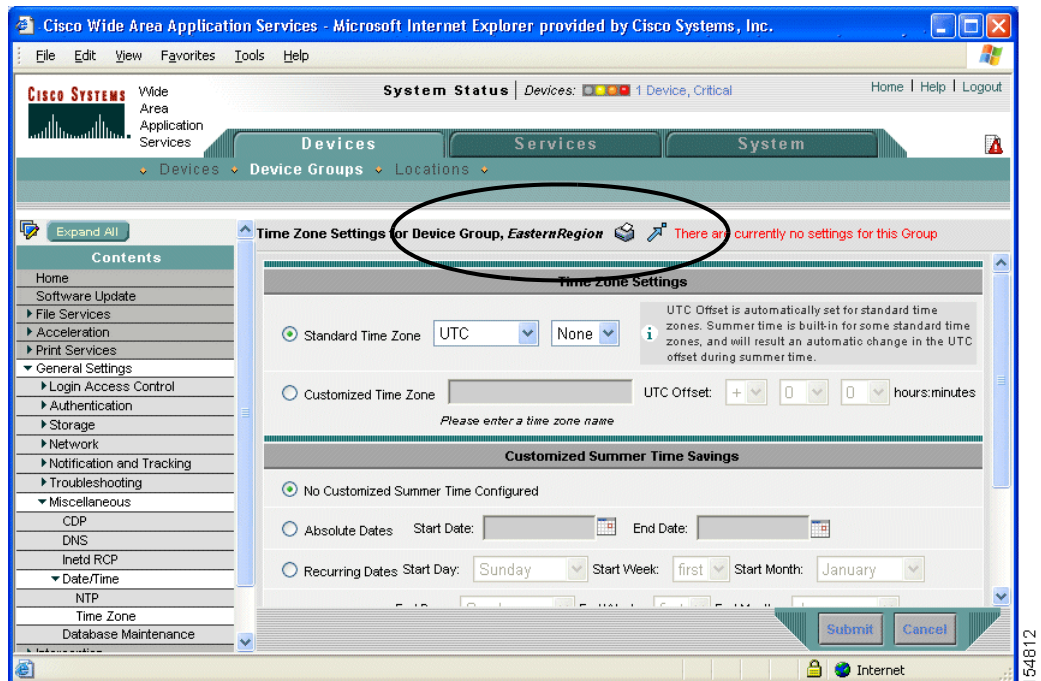 Cisco Wide Area Application Services - Microsoft Internet Explorer provided by Cisco Systems, Inc.
File Edit View Favorites Tools Help
CISCO SYSTEMS
Wide
Area
Application
Services
System Status | Devices: 1 Device, Critical
Home | Help | Logout
Devices Services System
Devices Device Groups Locations
Expand All
Time Zone Settings for Device Group, EasternRegion There are currently no settings for this Group
Contents
Home
Software Update
File Services
Acceleration
Print Services
General Settings
Login Access Control
Authentication
Storage
Network
Notification and Tracking
Troubleshooting
Miscellaneous
CDP
DNS
Inetd RCP
Date/Time
NTP
Time Zone
Database Maintenance
Time Zone Settings
Standard Time Zone UTC None
UTC Offset is automatically set for standard time
zones. Summer time is built-in for some standard time
zones, and will result an automatic change in the UTC
offset during summer time.
Customized Time Zone UTC Offset: + 0 0 hours:minutes
Please enter a time zone name
Customized Summer Time Savings
No Customized Summer Time Configured
Absolute Dates Start Date: End Date:
Recurring Dates Start Day: Sunday Start Week: first Start Month: January
Submit Cancel
Internet
154812